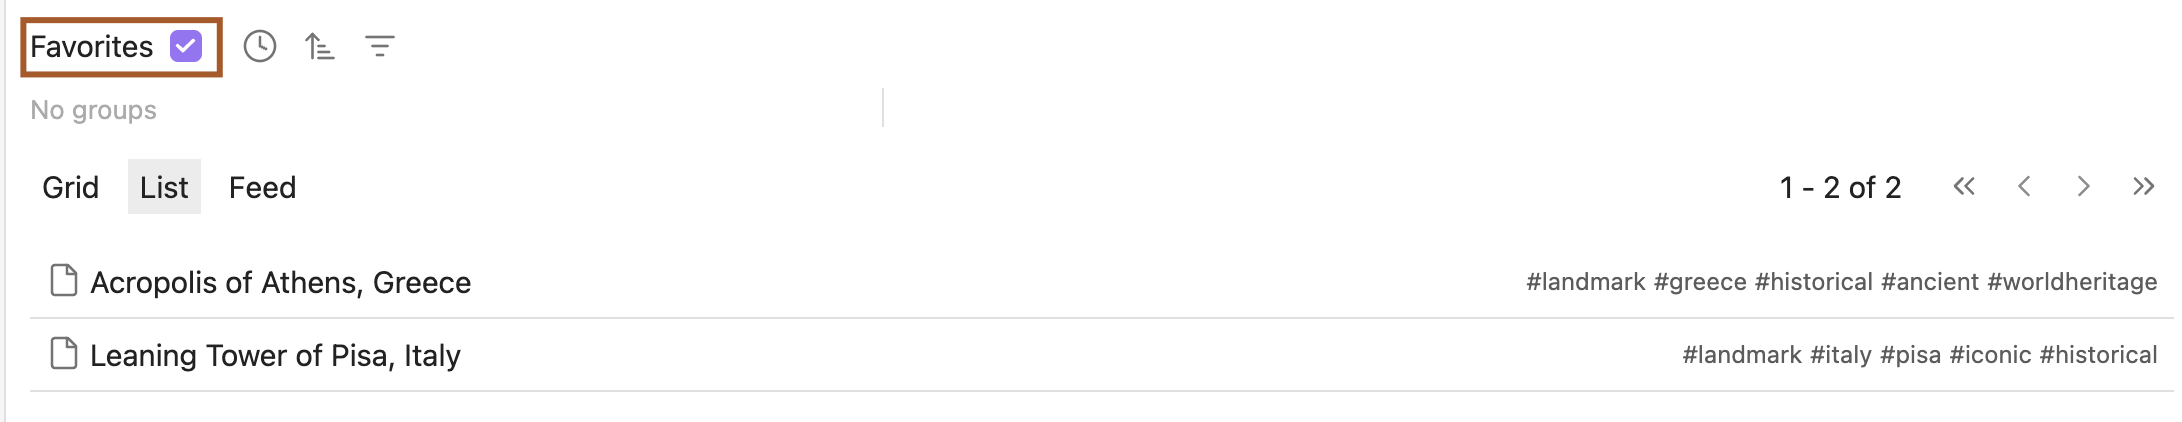 Favorites
No groups
Grid List Feed 1 - 2 of 2
Acropolis of Athens, Greece #landmark #greece #historical #ancient #worldheritage
Leaning Tower of Pisa, Italy #landmark #italy #pisa #iconic #historical